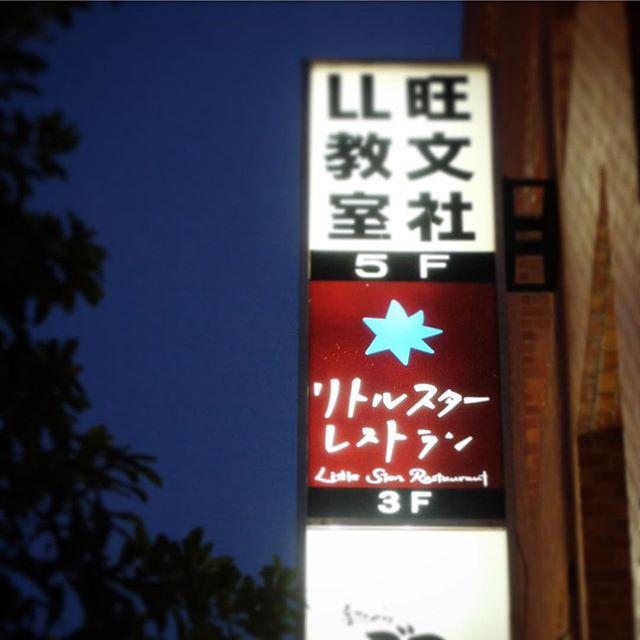 旺文社
LL教室
5F
リトルスター
レストラン
Little Star Restaurant
3F